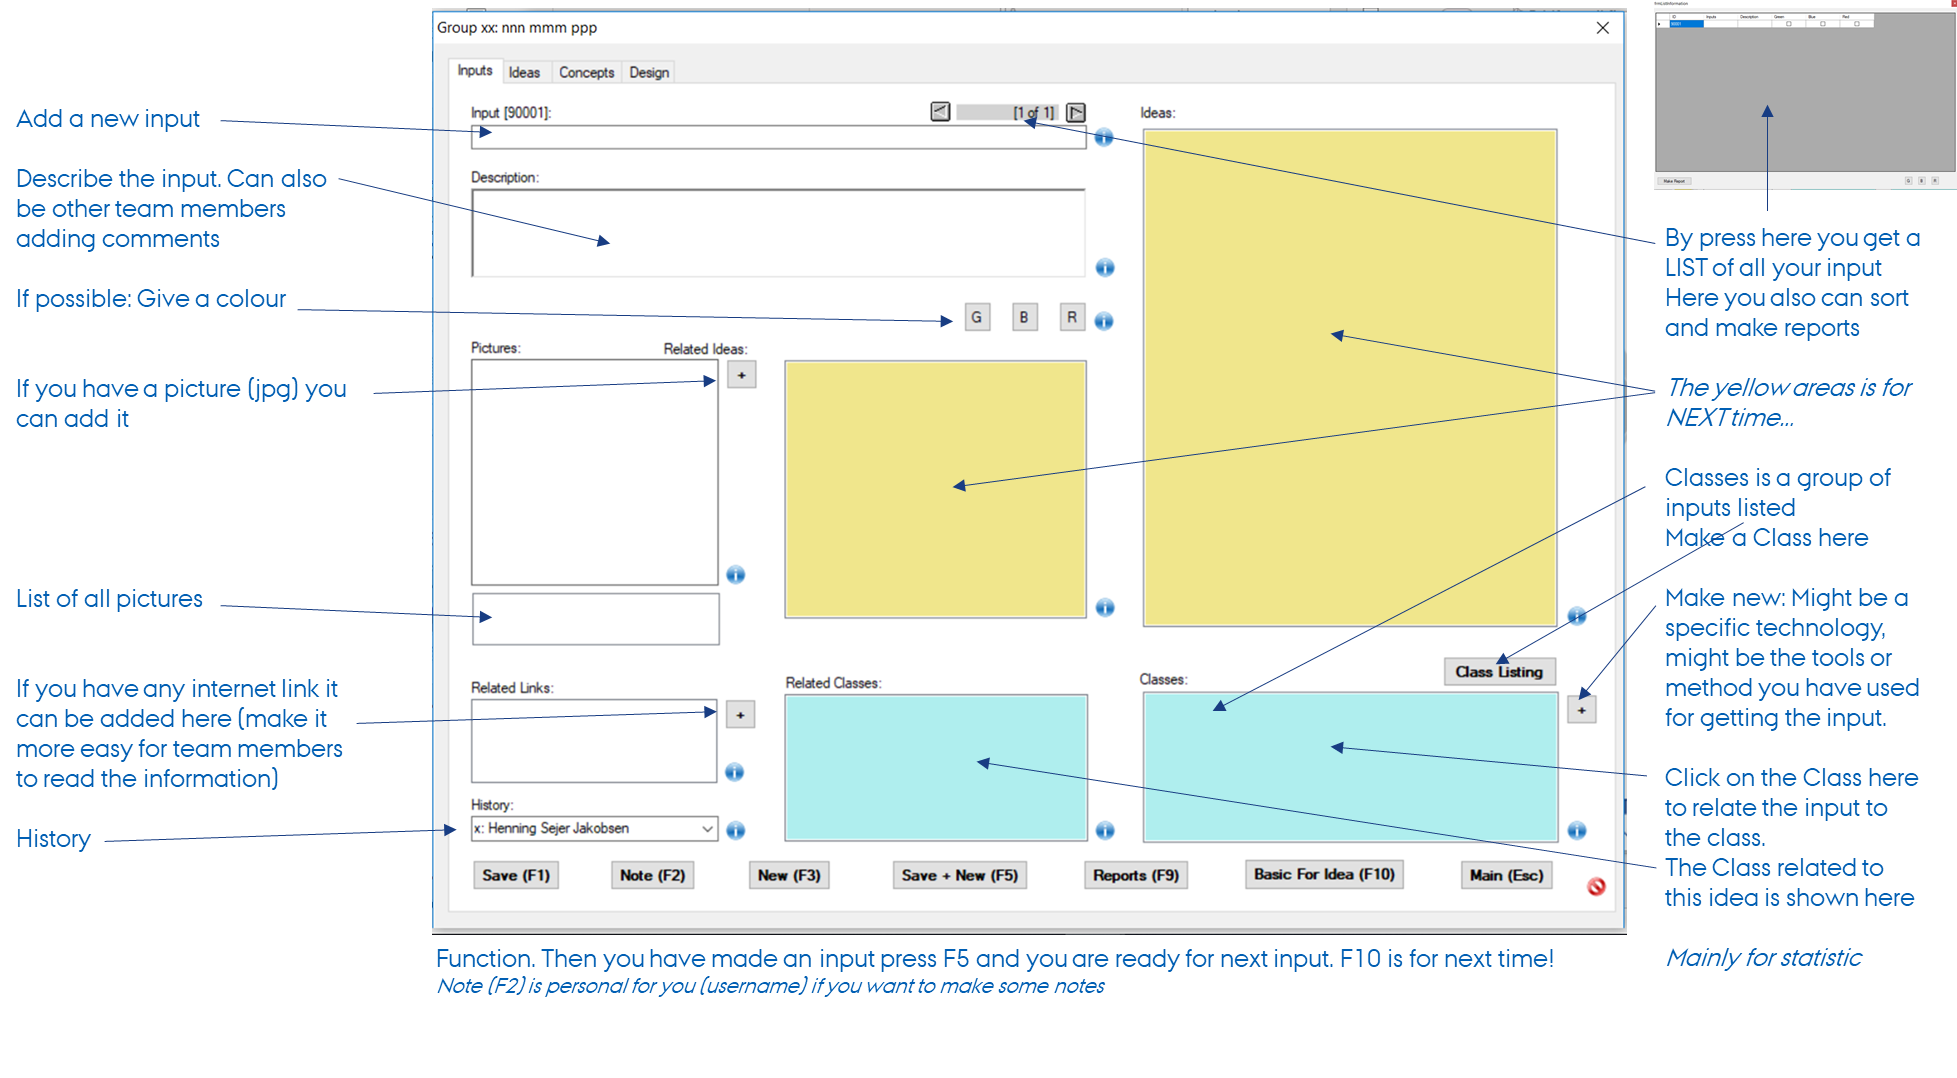 Group xx: nnn mmm ppp
Inputs Ideas Concepts Design
Input [90001]:
[1 of 1]
Ideas:
Description:
G B R
Pictures:
Related Ideas:
+
Related Links:
+
Related Classes:
Classes:
Class Listing
+
History:
x: Henning Sejer Jakobsen
Save (F1) Note (F2) New (F3) Save + New (F5) Reports (F9) Basic For Idea (F10) Main (Esc)
Add a new input
Describe the input. Can also
be other team members
adding comments
If possible: Give a colour
If you have a picture (jpg) you
can add it
List of all pictures
If you have any internet link it
can be added here (make it
more easy for team members
to read the information)
History
ID Inputs Description Green Blue Red
90001
Make Report
G B R
By press here you get a
LIST of all your input
Here you also can sort
and make reports
The yellow areas is for
NEXT time...
Classes is a group of
inputs listed
Make a Class here
Make new: Might be a
specific technology,
might be the tools or
method you have used
for getting the input.
Click on the Class here
to relate the input to
the class.
The Class related to
this idea is shown here
Mainly for statistic
Function. Then you have made an input press F5 and you are ready for next input. F10 is for next time!
Note (F2) is personal for you (username) if you want to make some notes